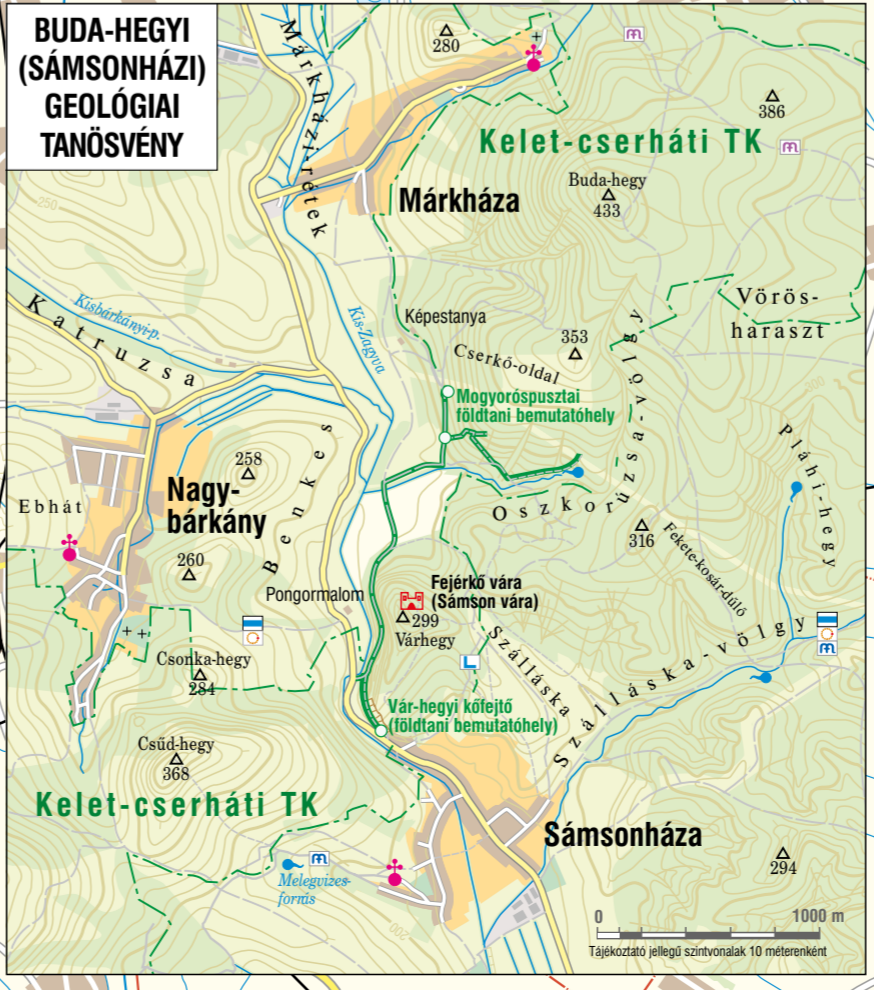 BUDA-HEGYI
(SÁMSONHÁZI)
GEOLÓGIAI
TANÖSVÉNY
Márkházi-rétek
280
386
Kelet-cserháti TK
Buda-hegy
433
Márkháza
250
Vörös-
haraszt
Kisbárkányi-p.
Katruzsa
Kis-Zagyva
Képestanya
353
Cserkő-oldal
Mogyoróspusztai
földtani bemutatóhely
300
Oszkorúzsa-völgy
Pláhi-hegy
258
Nagy-
bárkány
Benkes
Ebhát
316
Fekete-kosár-dűlő
260
Pongormalom
Fejérkő vára
(Sámson vára)
299
Várhegy
L
Szálláska
Szálláska-völgy
Csonka-hegy
284
Vár-hegyi kőfejtő
(földtani bemutatóhely)
Csűd-hegy
368
Kelet-cserháti TK
Sámsonháza
294
Melegvizes-
forrás
200
0 1000 m
Tájékoztató jellegű szintvonalak 10 méterenként